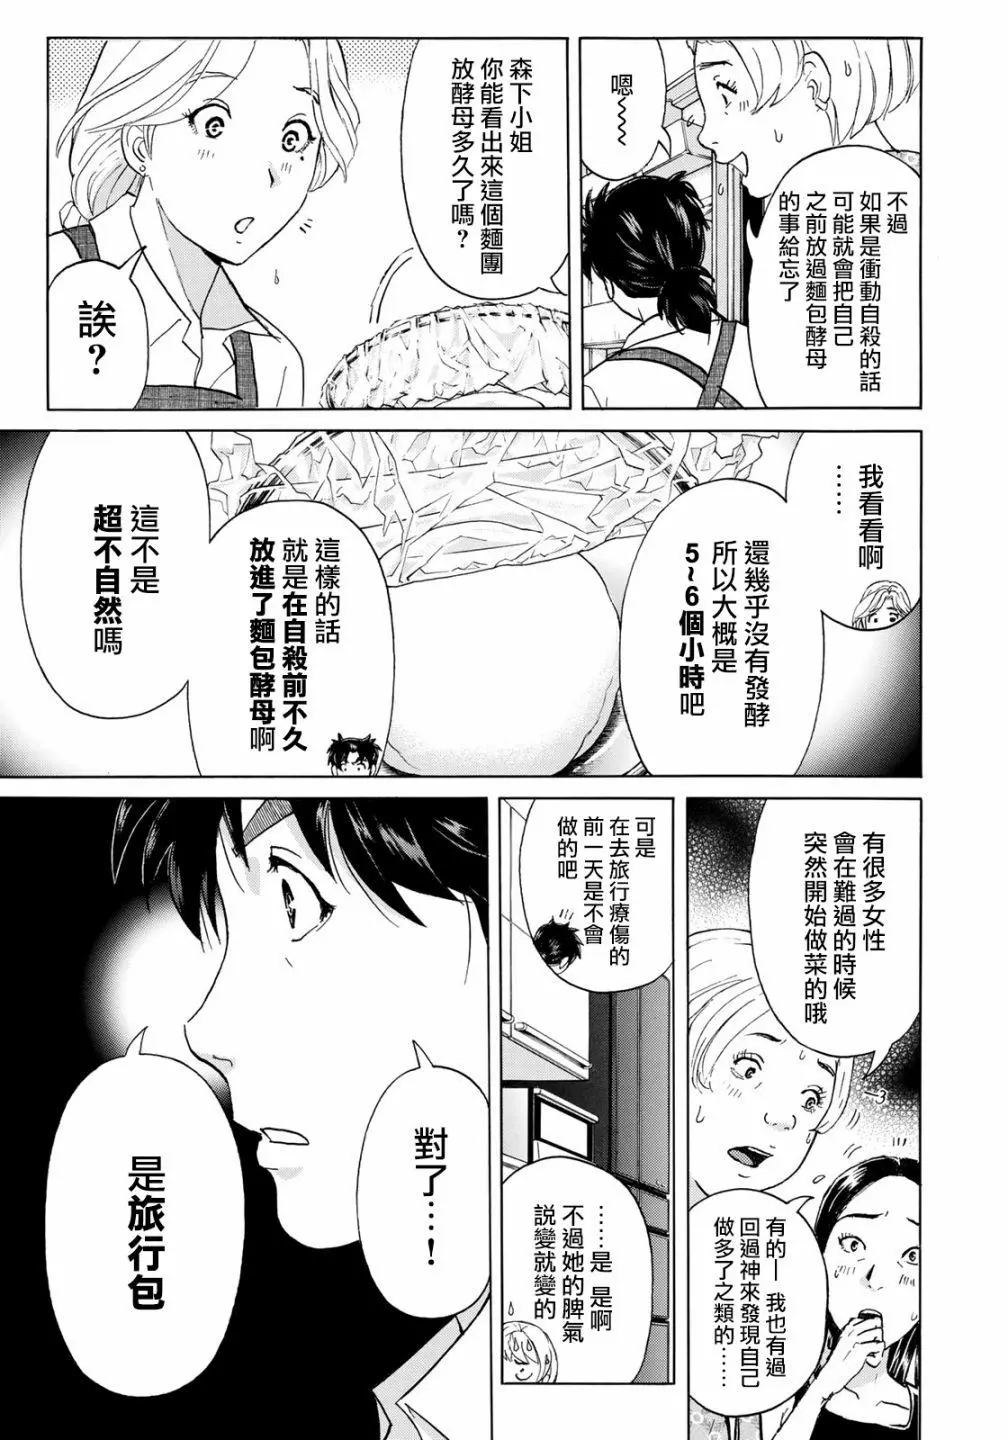 嗯～～～～
不過
如果是衝動自殺的話
可能就會把自己
之前放過麵包酵母
的事給忘了
森下小姐
你能看出來這個麵團
放酵母多久了嗎？
誒？
我看看啊
……
還幾乎沒有發酵
所以大概是
5~6個小時吧
這樣的話
就是在自殺前不久
放進了麵包酵母啊
這不是
超不自然嗎
有很多女性
會在難過的時候
突然開始做菜的哦
有的— 我也有過
回過神來發現自己
做多了之類的……
可是
在去旅行療傷的
前一天是不會
做的吧
……是 是啊
不過她的脾氣
説變就變的
對了……！
是旅行包